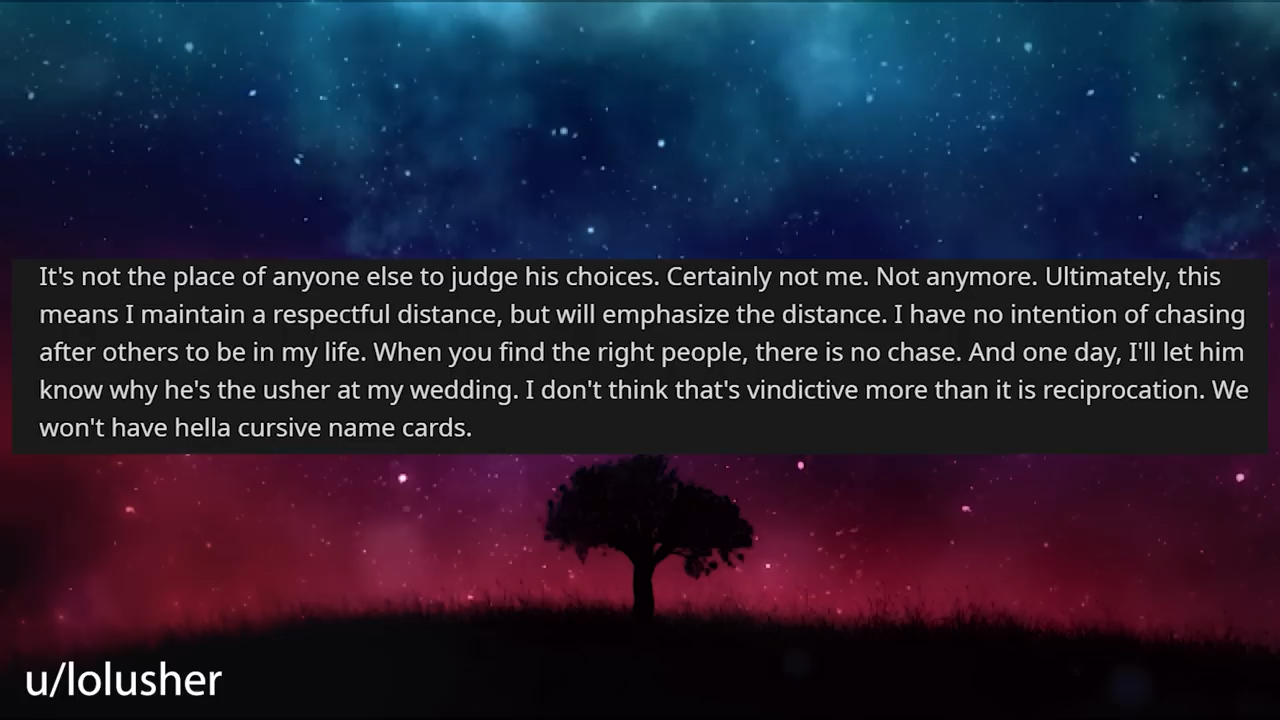 It's not the place of anyone else to judge his choices. Certainly not me. Not anymore. Ultimately, this
means I maintain a respectful distance, but will emphasize the distance. I have no intention of chasing
after others to be in my life. When you find the right people, there is no chase. And one day, I'll let him
know why he's the usher at my wedding. I don't think that's vindictive more than it is reciprocation. We
won't have hella cursive name cards.
u/lolusher